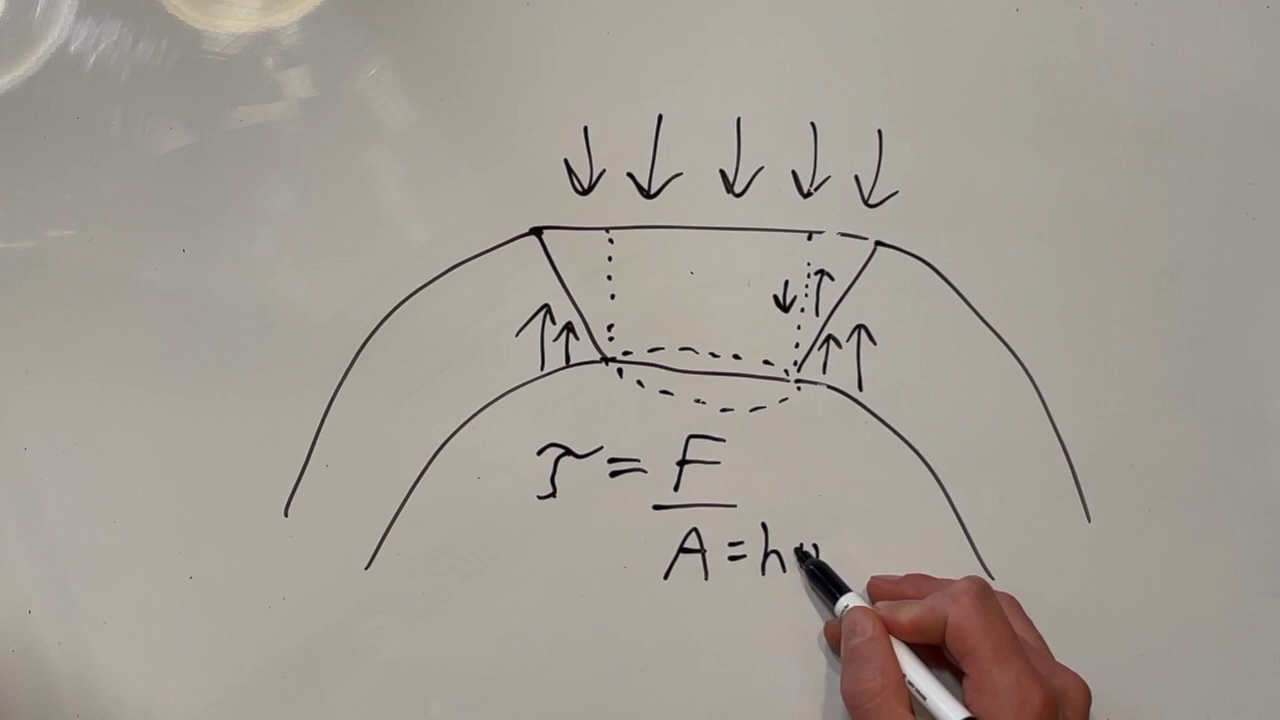 τ = F
A = h